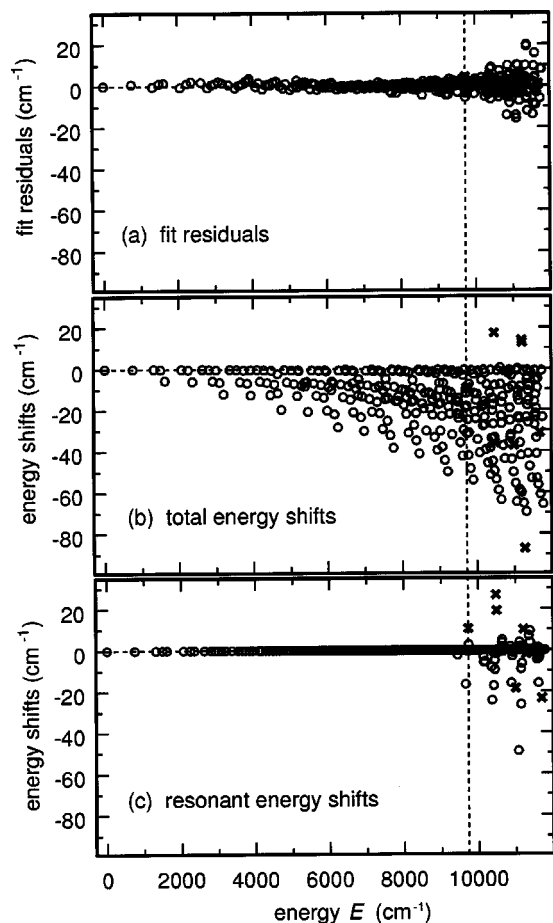 20
0
-20
-40
-60
-80
fit residuals (cm⁻¹)
(a) fit residuals
20
0
-20
-40
-60
-80
energy shifts (cm⁻¹)
(b) total energy shifts
20
0
-20
-40
-60
-80
energy shifts (cm⁻¹)
(c) resonant energy shifts
0 2000 4000 6000 8000 10000
energy E (cm⁻¹)